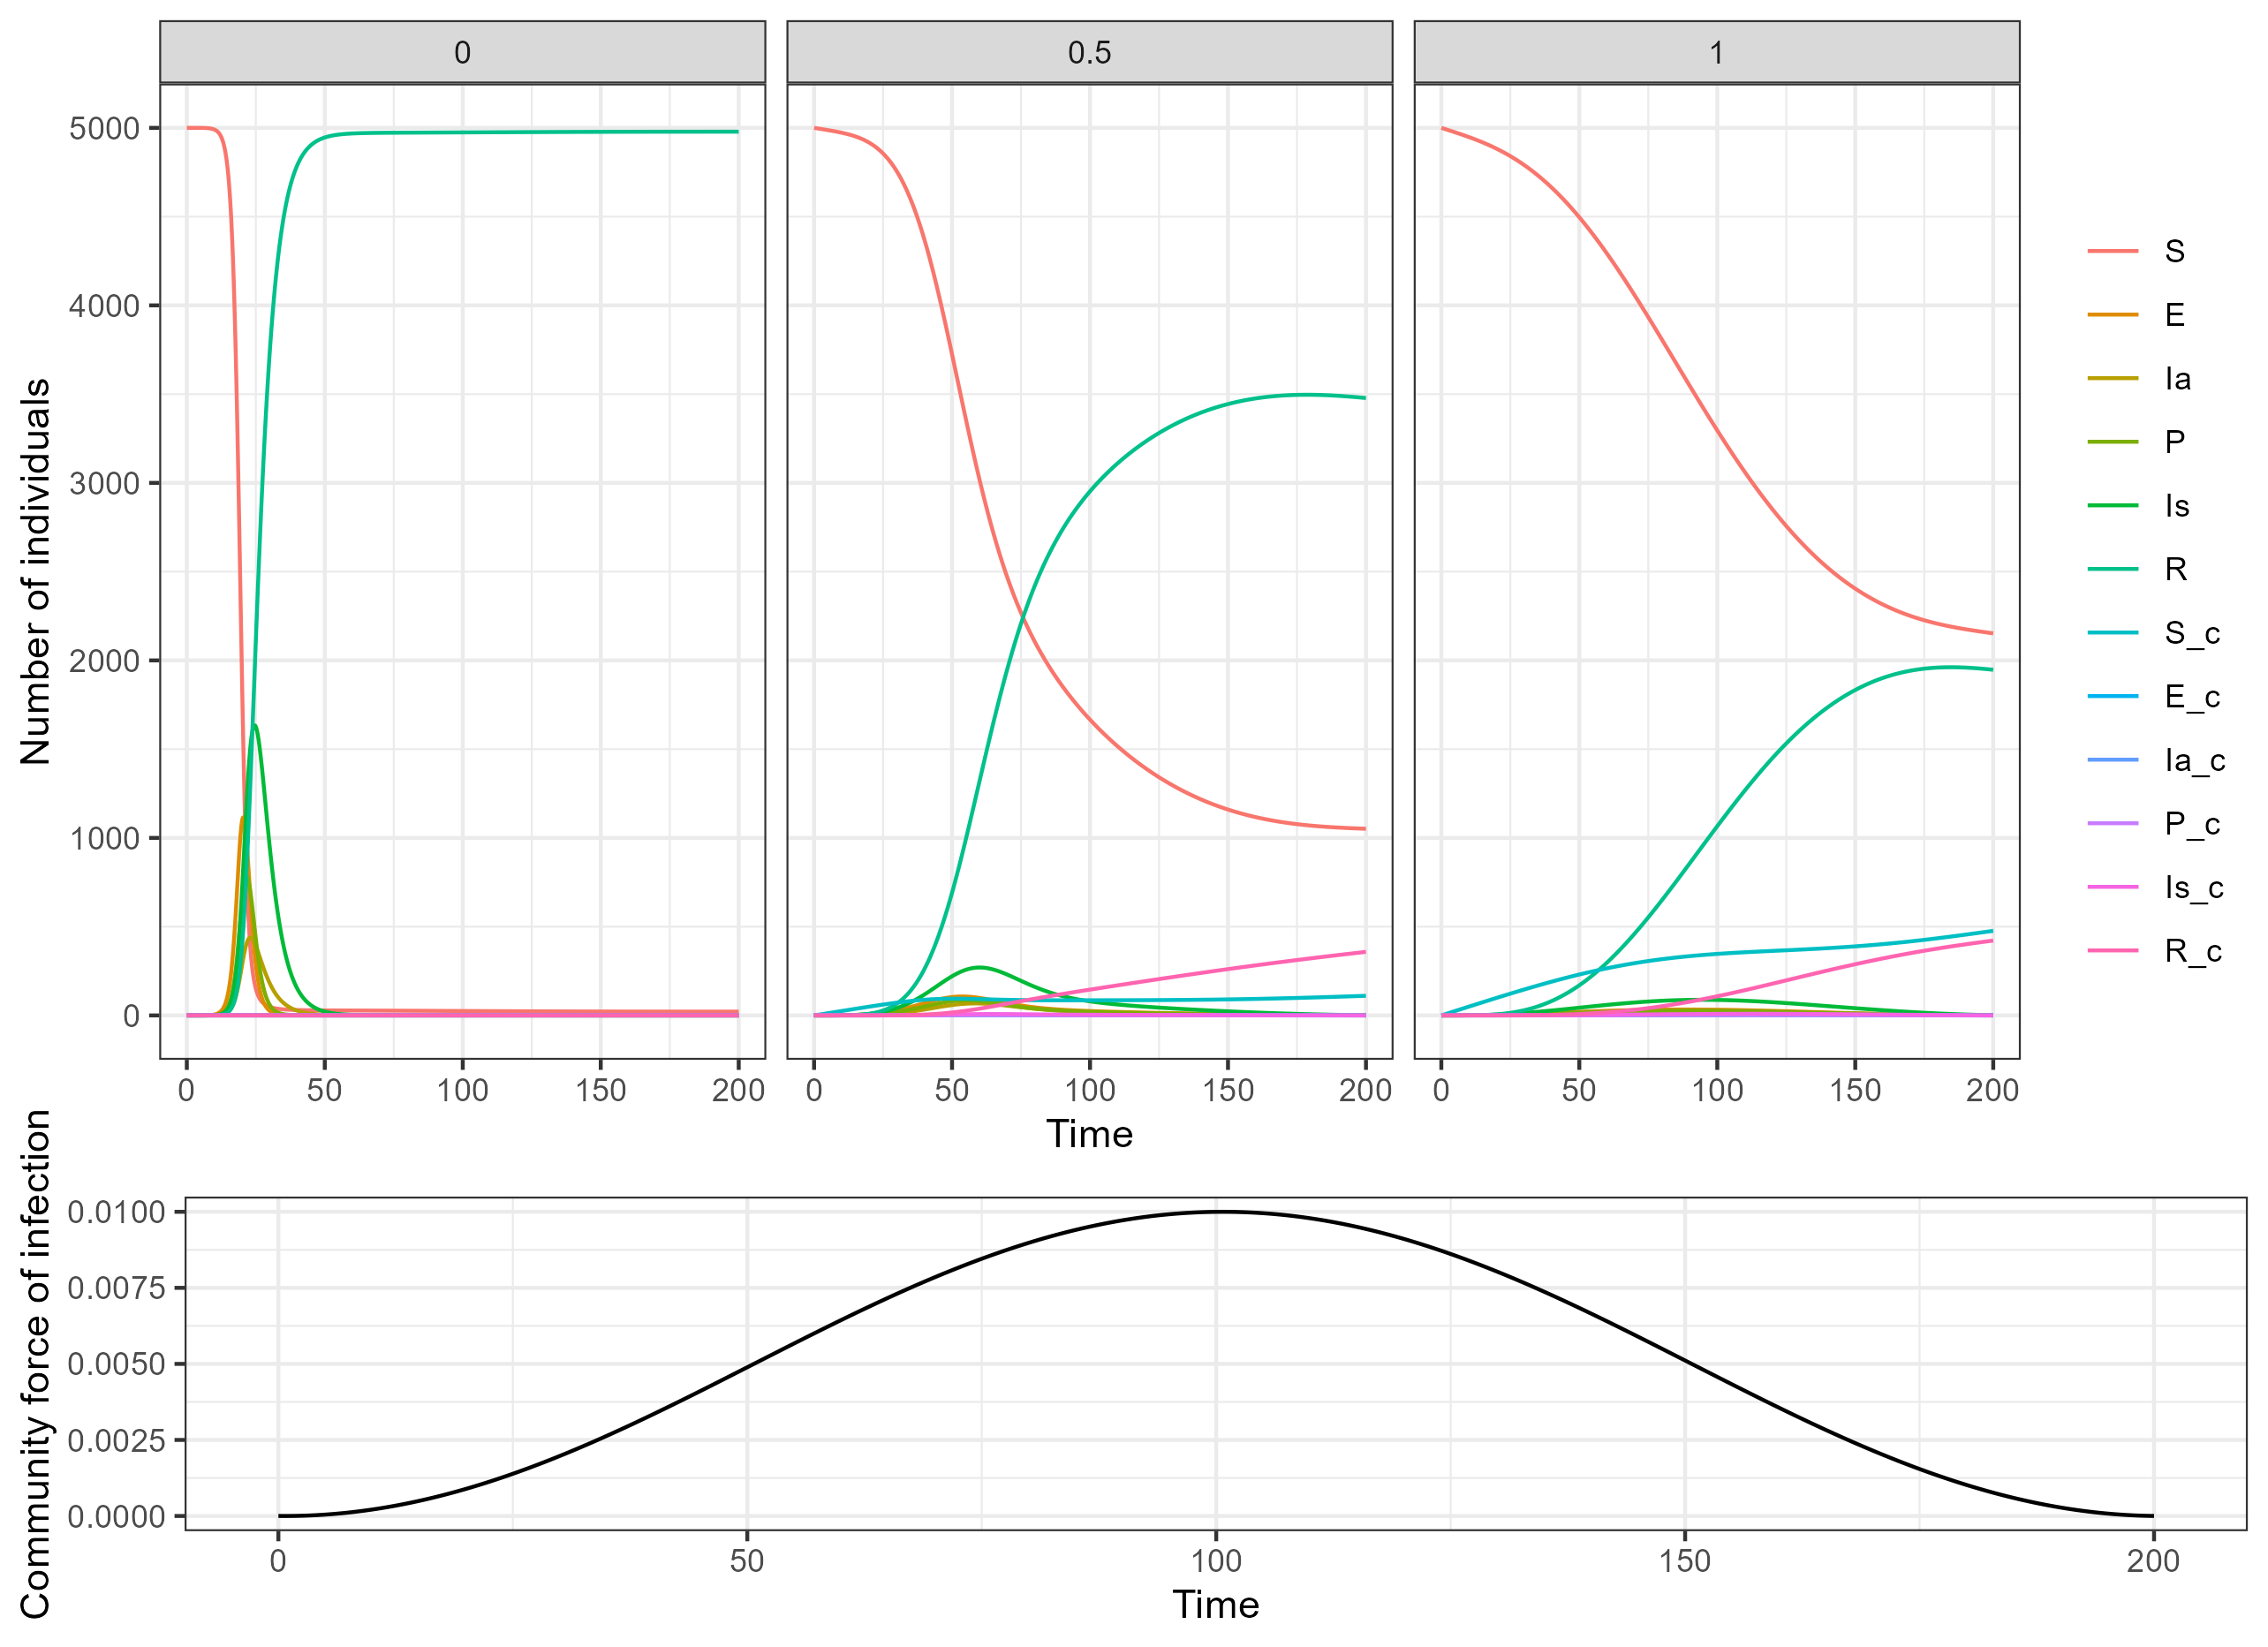 0 0.5 1
5000
4000
3000
2000
1000
0
Number of individuals
0 50 100 150 200 0 50 100 150 200 0 50 100 150 200
Time
S
E
Ia
P
Is
R
S_c
E_c
Ia_c
P_c
Is_c
R_c
Community force of infection
0.0100
0.0075
0.0050
0.0025
0.0000
0 50 100 150 200
Time